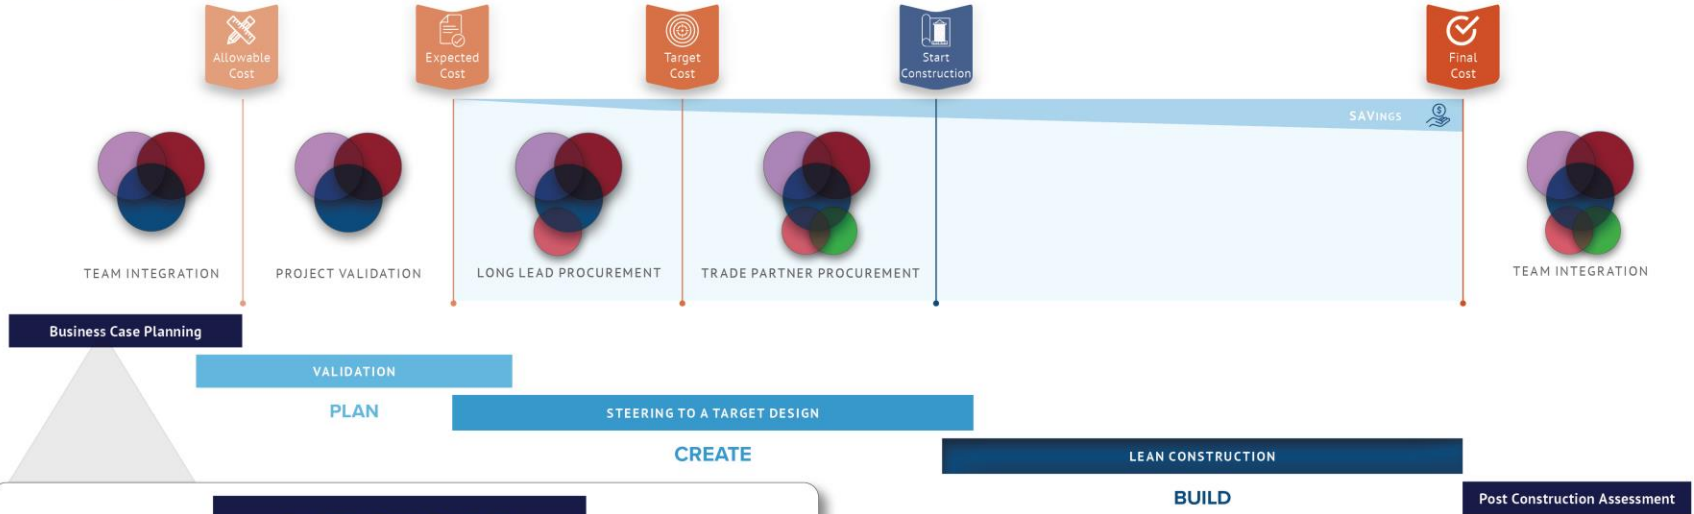 Allowable
Cost
Expected
Cost
Target
Cost
Start
Construction
Final
Cost
SAVINGS
TEAM INTEGRATION
PROJECT VALIDATION
LONG LEAD PROCUREMENT
TRADE PARTNER PROCUREMENT
TEAM INTEGRATION
Business Case Planning
VALIDATION
PLAN
STEERING TO A TARGET DESIGN
CREATE
LEAN CONSTRUCTION
BUILD
Post Construction Assessment